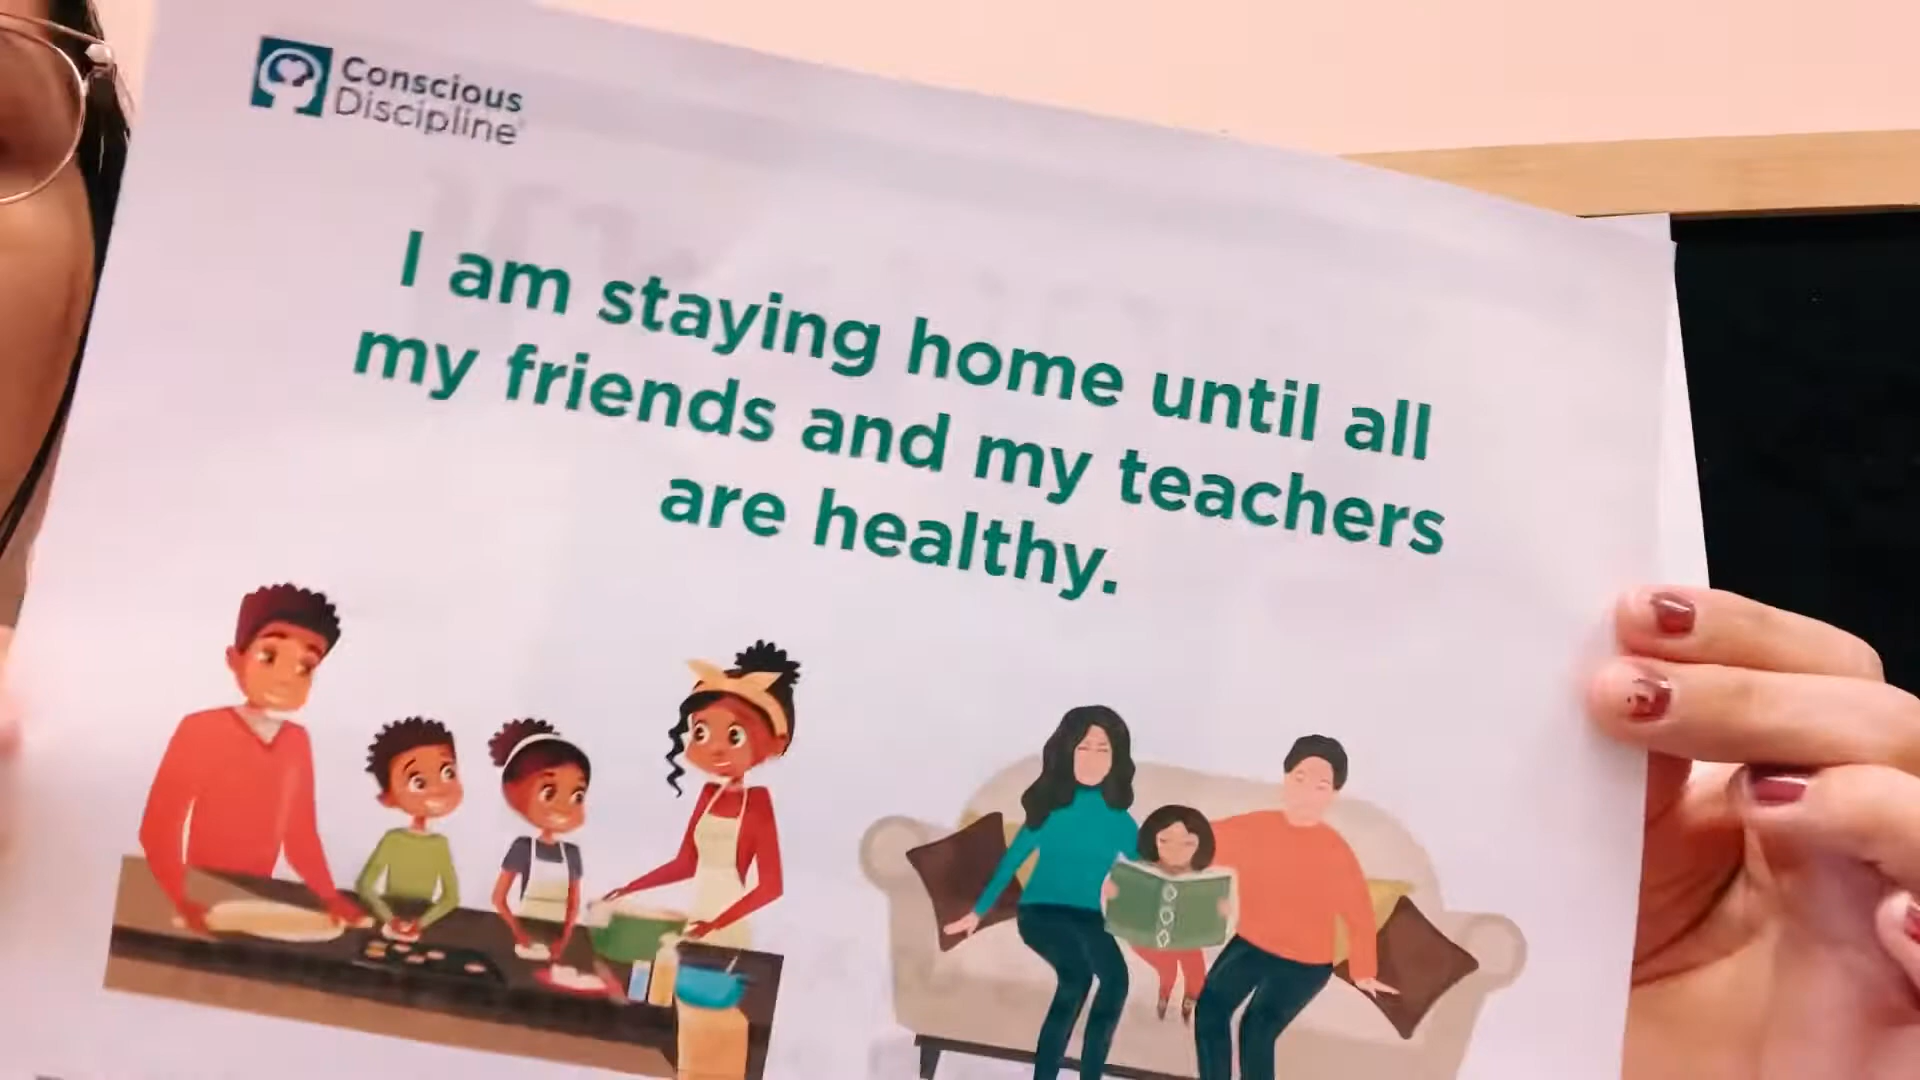 Conscious
Discipline
I am staying home until all
my friends and my teachers
are healthy.